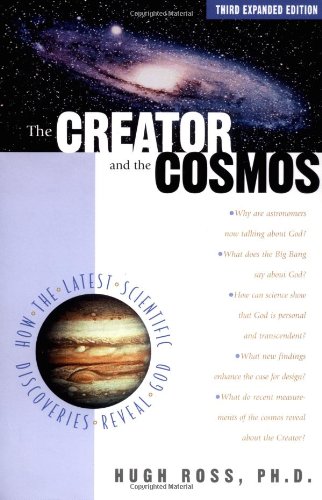 THIRD EXPANDED EDITION
The CREATOR
and the COSMOS
• Why are astronomers
now talking about God?
• What does the Big Bang
say about God?
• How can science show
that God is personal
and transcendent?
• What new findings
enhance the case for design?
• What do recent measure-
ments of the cosmos reveal
about the Creator?
HOW • THE • LATEST • SCIENTIFIC
DISCOVERIES • REVEAL • GOD
HUGH ROSS, PH.D.